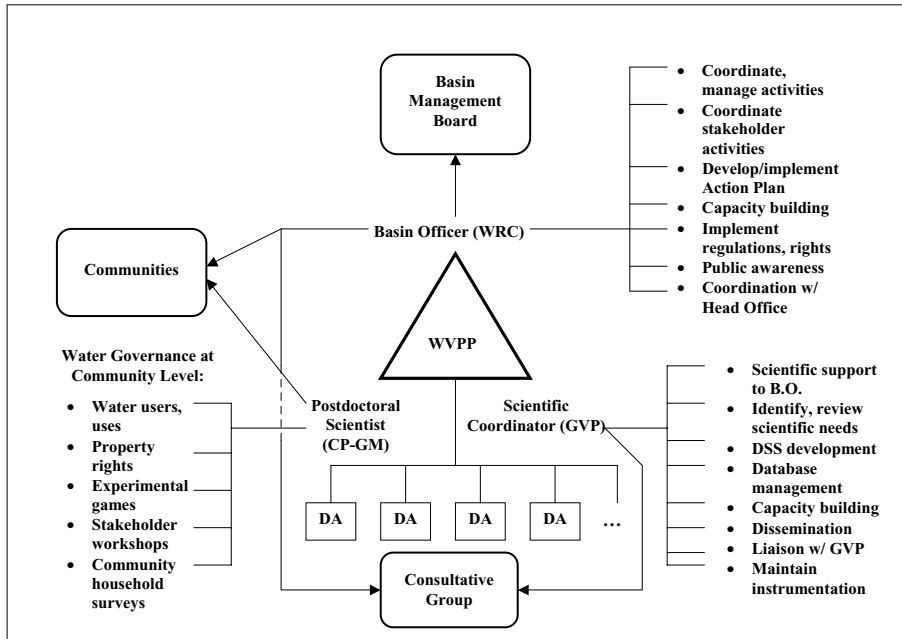 Basin
Management
Board
• Coordinate,
manage activities
• Coordinate
stakeholder
activities
• Develop/implement
Action Plan
• Capacity building
• Implement
regulations, rights
• Public awareness
• Coordination w/
Head Office
Basin Officer (WRC)
Communities
WVPP
Water Governance at
Community Level:
• Water users,
uses
• Property
rights
• Experimental
games
• Stakeholder
workshops
• Community
household
surveys
Postdoctoral
Scientist
(CP-GM)
Scientific
Coordinator (GVP)
• Scientific support
to B.O.
• Identify, review
scientific needs
• DSS development
• Database
management
• Capacity building
• Dissemination
• Liaison w/ GVP
• Maintain
instrumentation
DA DA DA DA ...
Consultative
Group